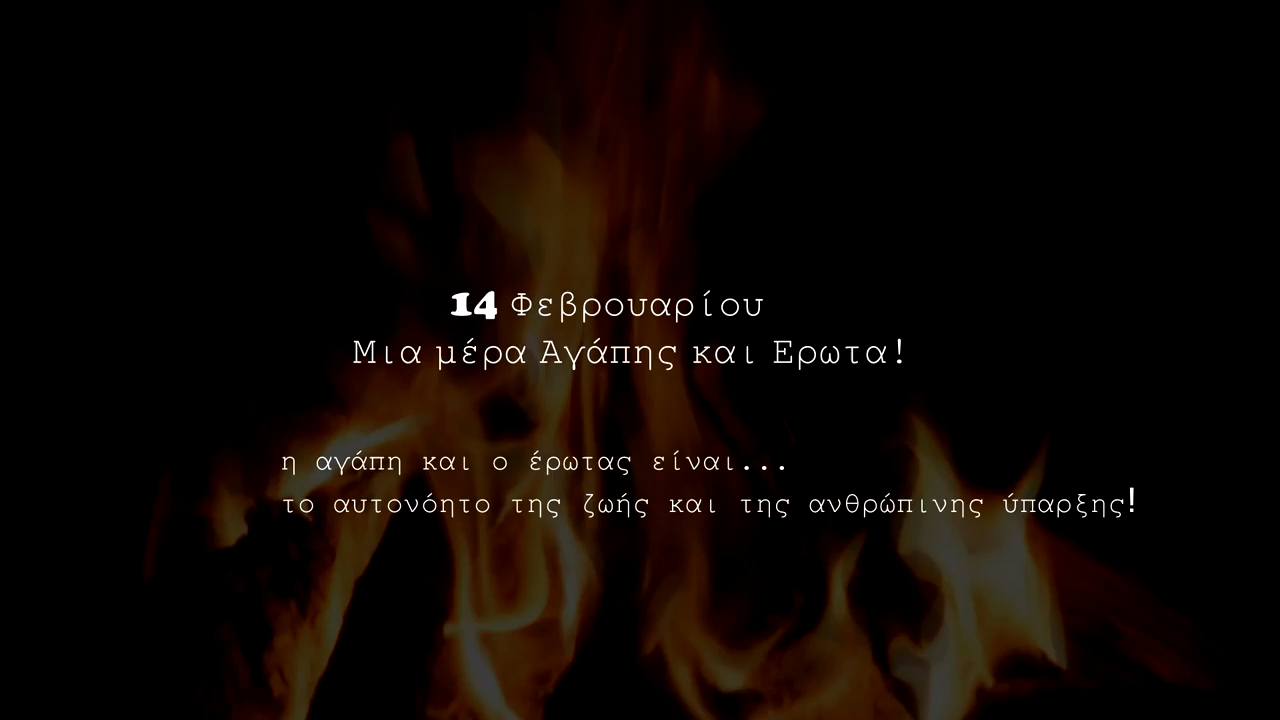 14 Φεβρουαρίου
Μια μέρα Αγάπης και Ερωτα!
η αγάπη και ο έρωτας είναι...
το αυτονόητο της ζωής και της ανθρώπινης ύπαρξης!